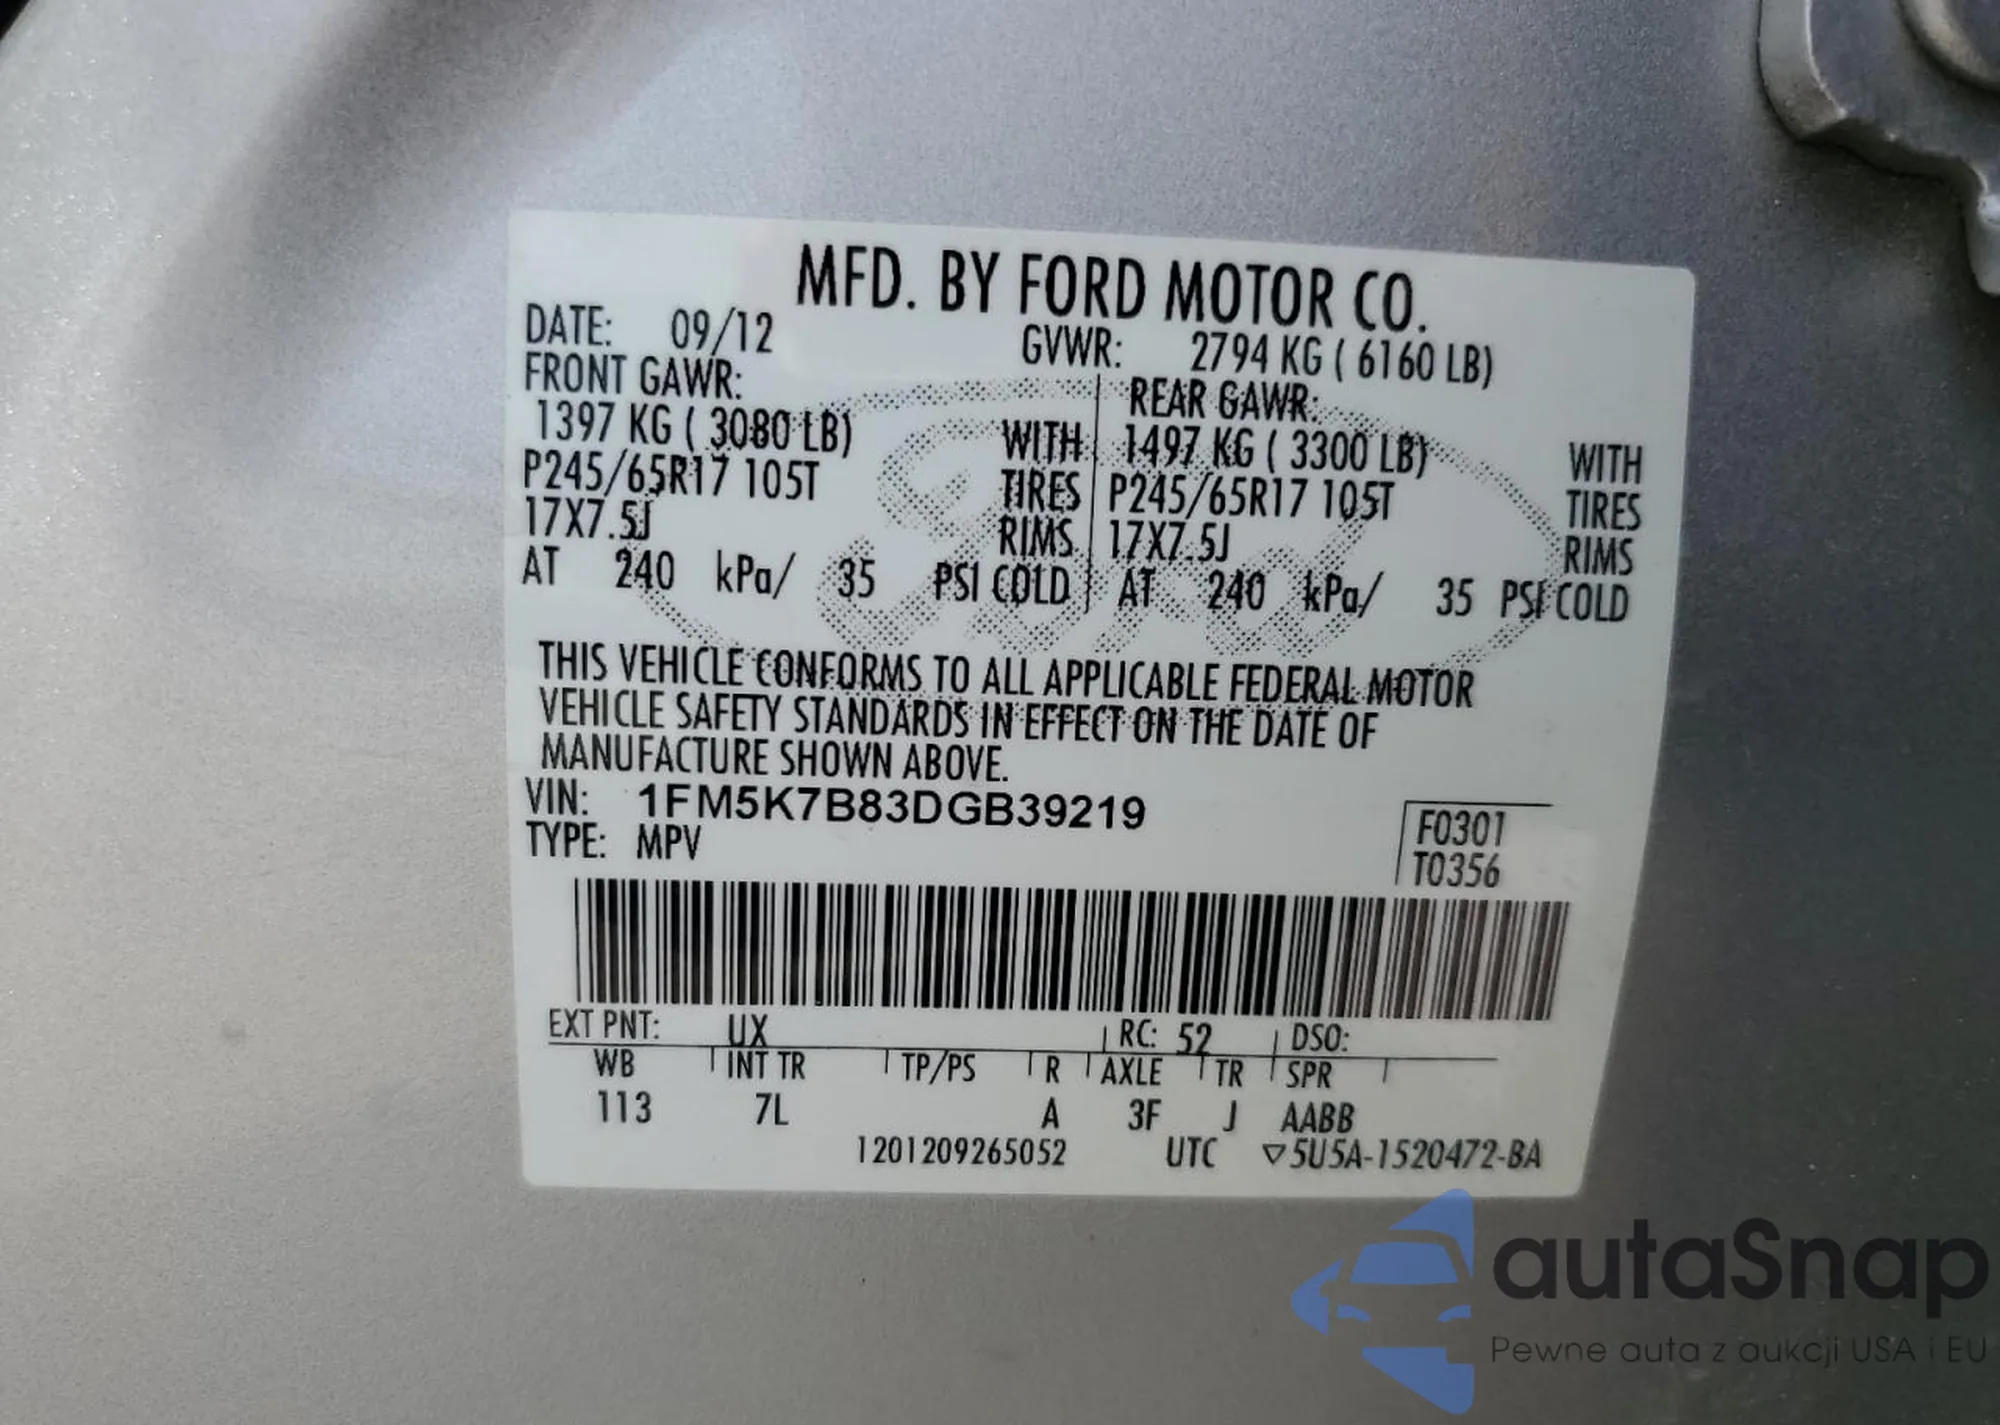 MFD. BY FORD MOTOR CO.
DATE: 09/12 GVWR: 2794 KG ( 6160 LB)
FRONT GAWR: REAR GAWR:
1397 KG ( 3080 LB) WITH 1497 KG ( 3300 LB) WITH
P245/65R17 105T TIRES P245/65R17 105T TIRES
17X7.5J RIMS 17X7.5J RIMS
AT 240 kPa/ 35 PSI COLD AT 240 kPa/ 35 PSI COLD
THIS VEHICLE CONFORMS TO ALL APPLICABLE FEDERAL MOTOR
VEHICLE SAFETY STANDARDS IN EFFECT ON THE DATE OF
MANUFACTURE SHOWN ABOVE.
VIN: 1FM5K7B83DGB39219 F0301
TYPE: MPV T0356
EXT PNT: UX RC: 52 DSO:
WB INT TR TP/PS R AXLE TR SPR
113 7L A 3F J AABB
1201209265052 UTC ▽5U5A-1520472-BA
Ford
autaSnap
Pewne auta z aukcji USA i EU